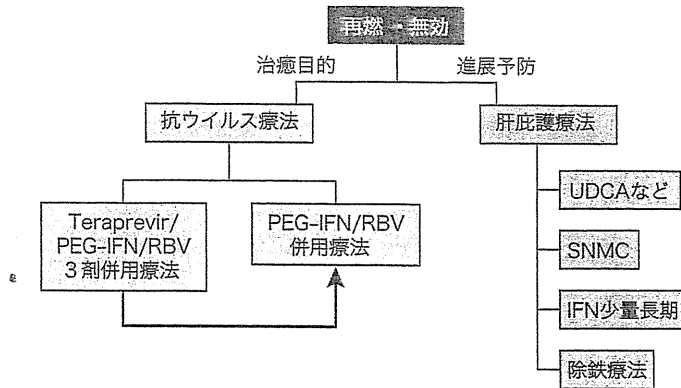 再燃・無効
治癒目的
進展予防
抗ウイルス療法
肝庇護療法
Teraprevir/
PEG-IFN/RBV
3剤併用療法
PEG-IFN/RBV
併用療法
UDCAなど
SNMC
IFN少量長期
除鉄療法